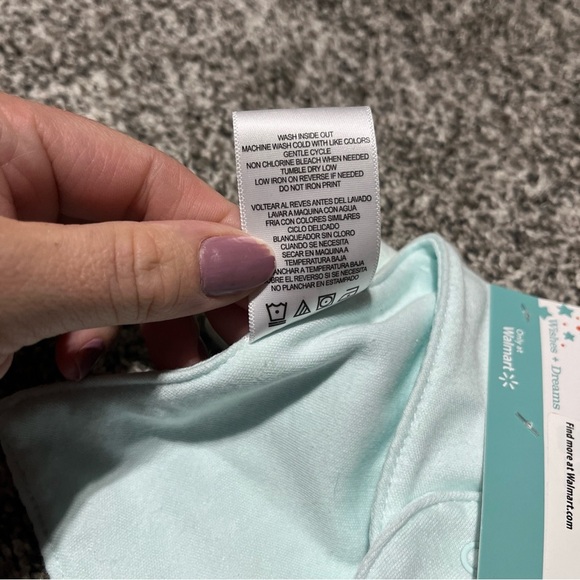 WASH INSIDE OUT
MACHINE WASH COLD WITH LIKE COLORS
GENTLE CYCLE
NON CHLORINE BLEACH WHEN NEEDED
TUMBLE DRY LOW
LOW IRON ON REVERSE IF NEEDED
DO NOT IRON PRINT
VOLTEAR AL REVES ANTES DEL LAVADO
LAVAR A MAQUINA CON AGUA
FRIA CON COLORES SIMILARES
CICLO DELICADO
BLANQUEADOR SIN CLORO
CUANDO SE NECESITA
SECAR EN MAQUINA A
TEMPERATURA BAJA
PLANCHAR A TEMPERATURA BAJA
EL REVERSO SI SE NECESITA
NO PLANCHAR EN ESTAMPADO
Only at
Walmart
Wishes + Dreams
Find more at Walmart.com